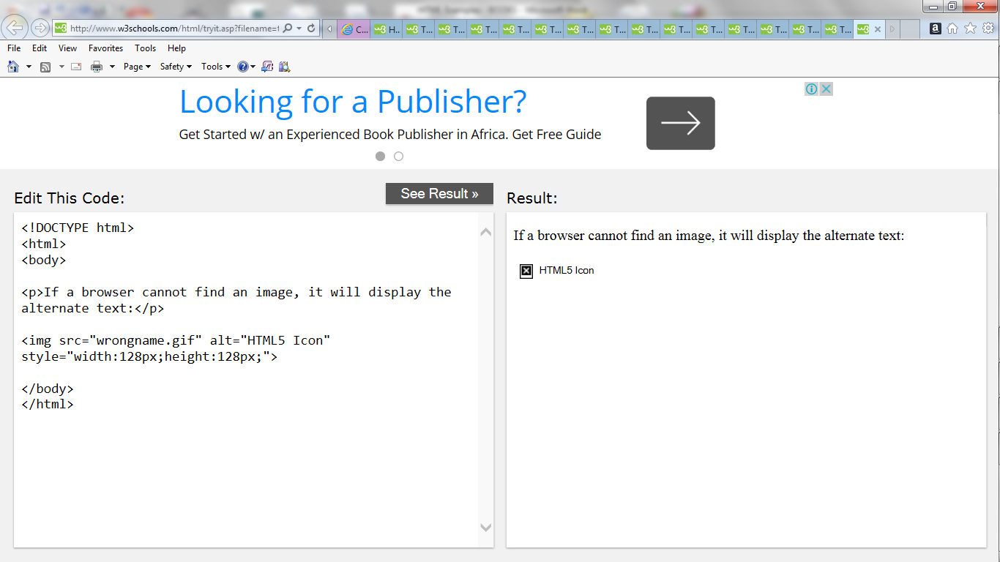 http://www.w3schools.com/html/tryit.asp?filename=t
C...
H...
T...
T...
T...
T...
T...
T...
T...
T...
T...
T...
T...
T...
T...
File Edit View Favorites Tools Help
Page Safety Tools
Looking for a Publisher?
Get Started w/ an Experienced Book Publisher in Africa. Get Free Guide
Edit This Code:
See Result »
Result:
<!DOCTYPE html>
<html>
<body>
<p>If a browser cannot find an image, it will display the
alternate text:</p>
<img src="wrongname.gif" alt="HTML5 Icon"
style="width:128px;height:128px;">
</body>
</html>
If a browser cannot find an image, it will display the alternate text:
HTML5 Icon